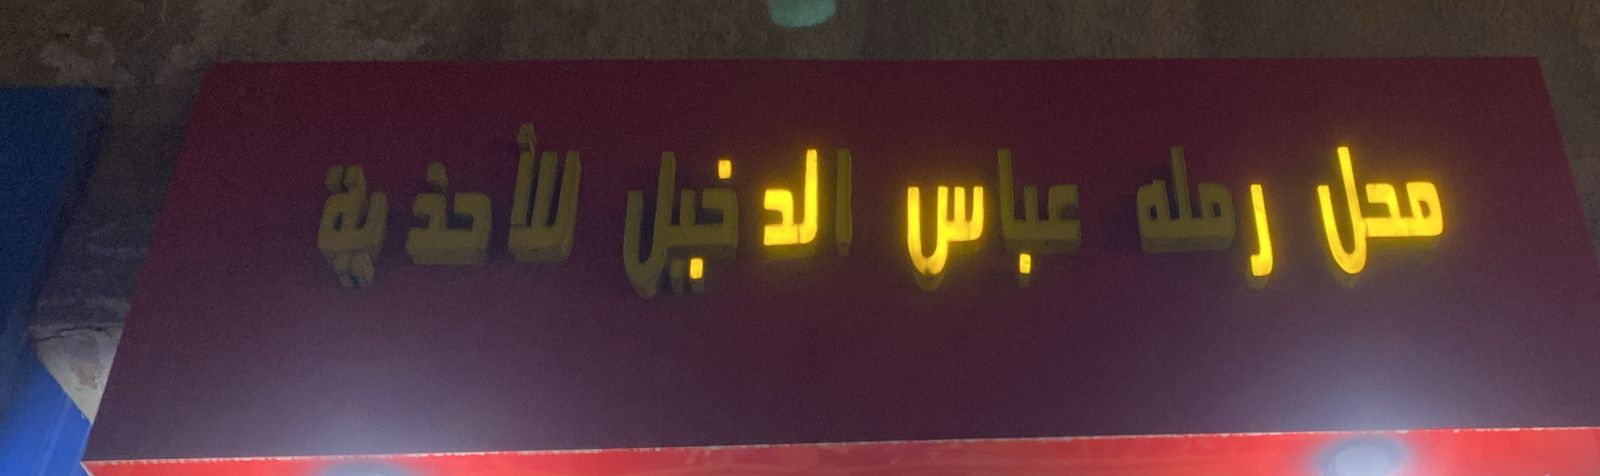 محل رمله عباس الدخيل للأحذية